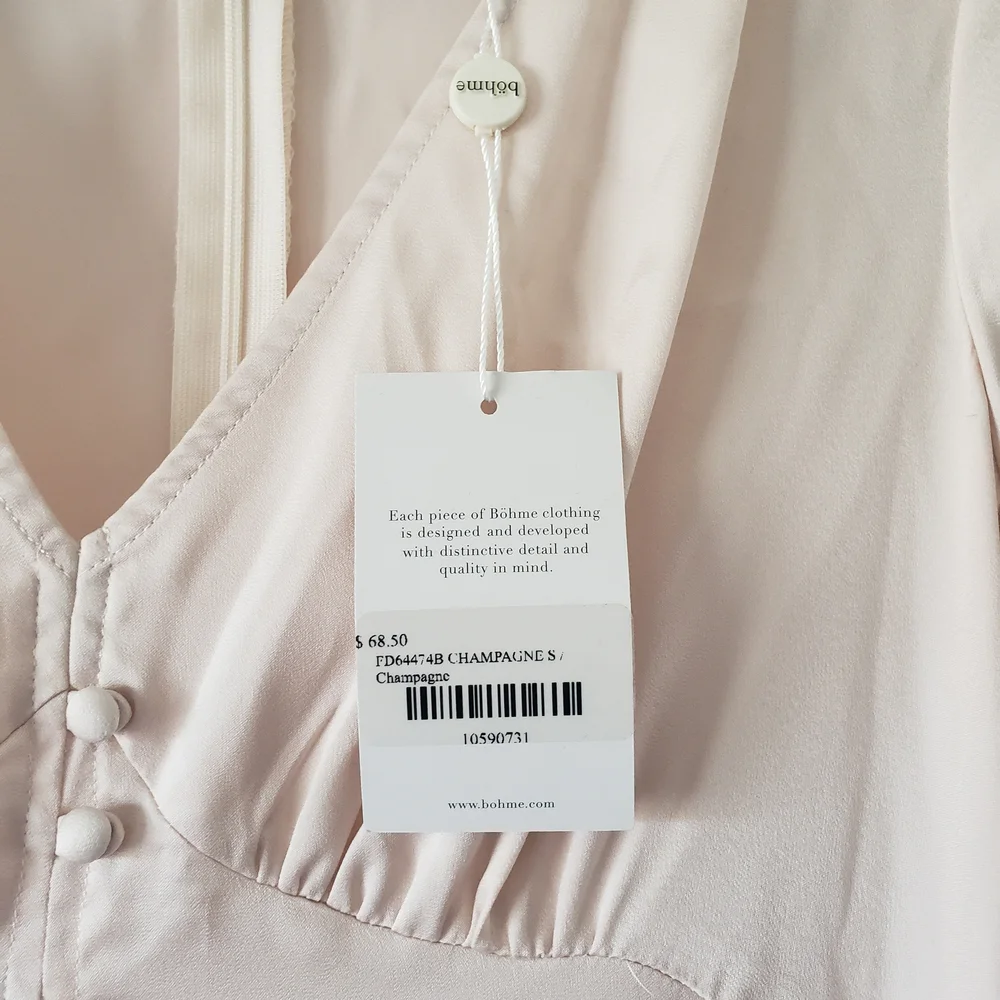 böhme
Each piece of Böhme clothing
is designed and developed
with distinctive detail and
quality in mind.
$ 68.50
FD64474B CHAMPAGNE S /
Champagne
10590731
www.bohme.com